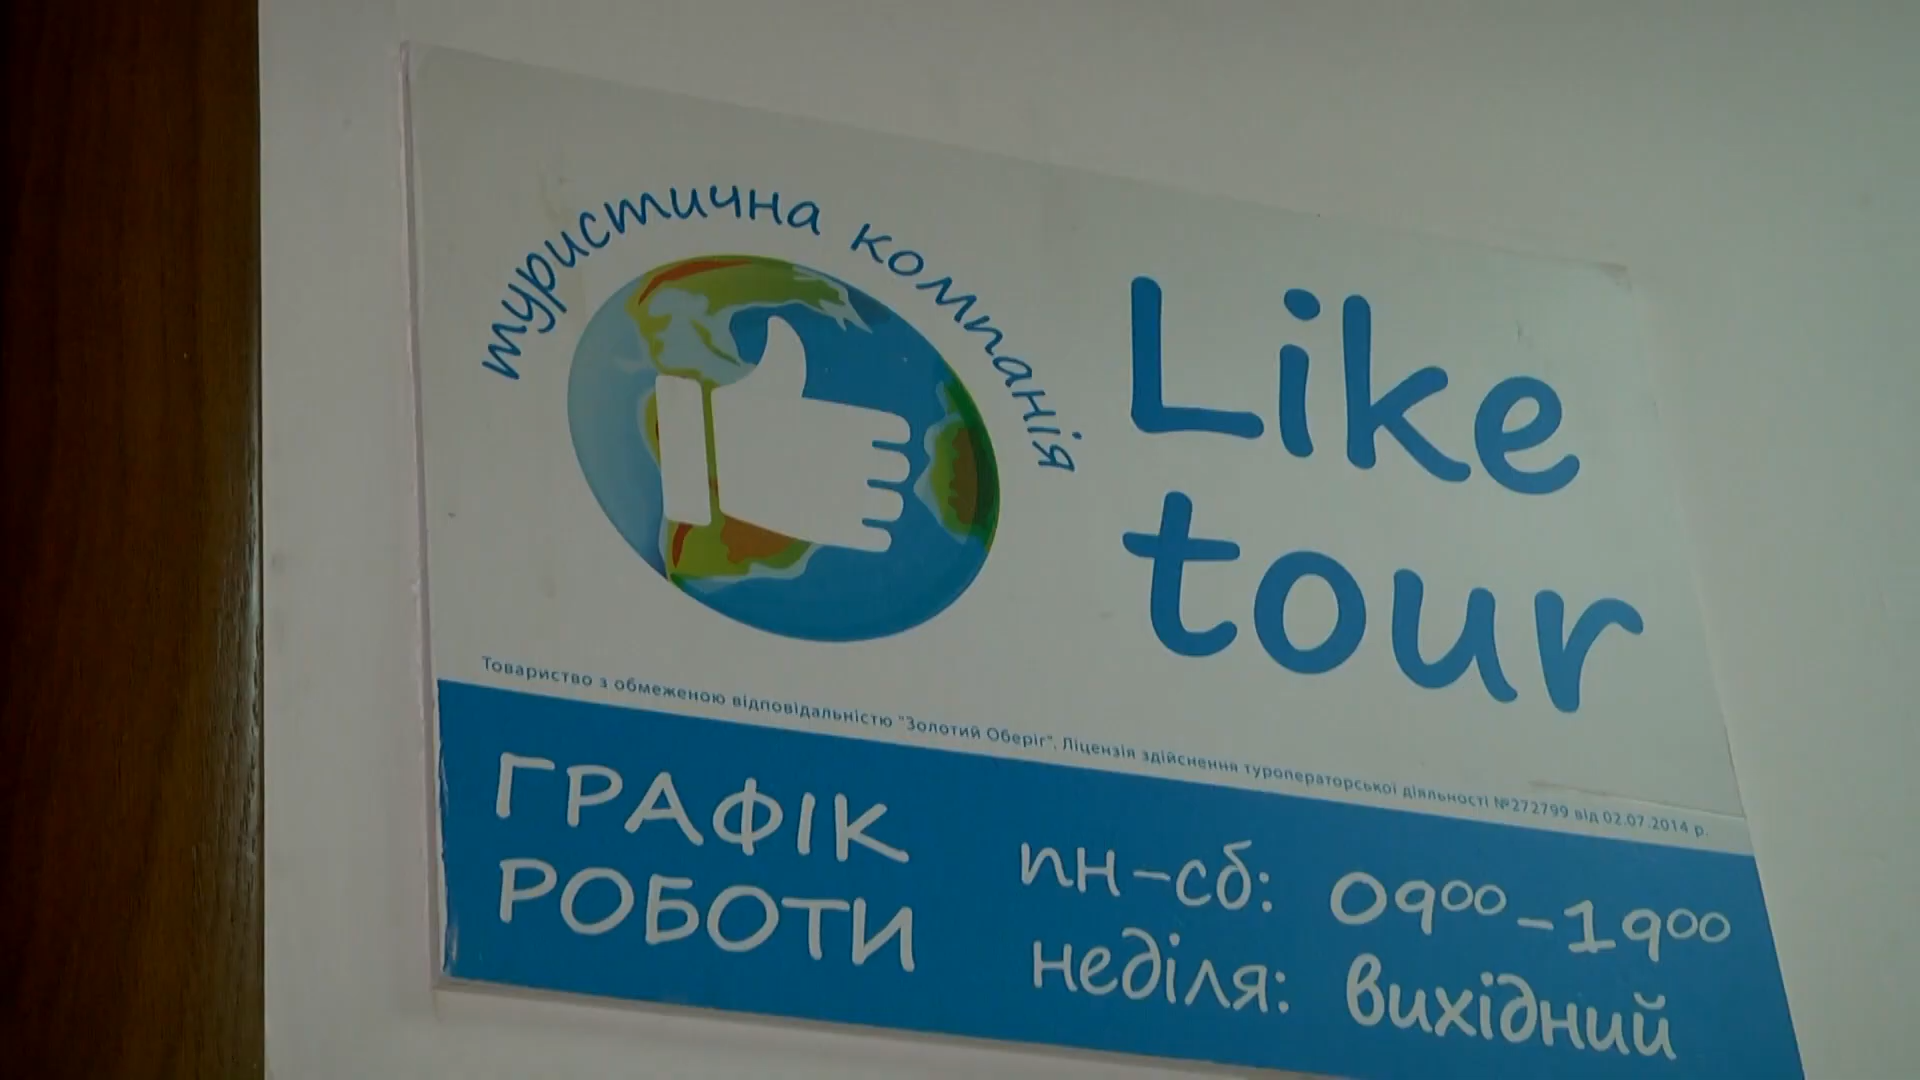 туристична компанія
Like
tour
Товариство з обмеженою відповідальністю "Золотий Оберіг". Ліцензія здійснення туроператорської діяльності №272799 від 02.07.2014 р.
ГРАФІК
РОБОТИ
пн-сб: 09⁰⁰-19⁰⁰
неділя: вихідний